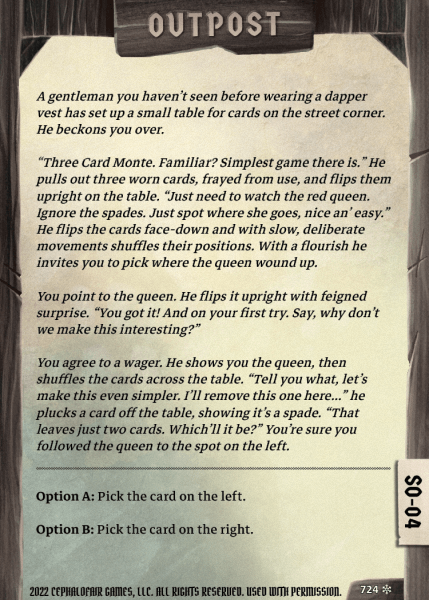 OUTPOST
A gentleman you haven't seen before wearing a dapper
vest has set up a small table for cards on the street corner.
He beckons you over.
“Three Card Monte. Familiar? Simplest game there is.” He
pulls out three worn cards, frayed from use, and flips them
upright on the table. “Just need to watch the red queen.
Ignore the spades. Just spot where she goes, nice an’ easy.”
He flips the cards face-down and with slow, deliberate
movements shuffles their positions. With a flourish he
invites you to pick where the queen wound up.
You point to the queen. He flips it upright with feigned
surprise. “You got it! And on your first try. Say, why don’t
we make this interesting?”
You agree to a wager. He shows you the queen, then
shuffles the cards across the table. “Tell you what, let’s
make this even simpler. I’ll remove this one here...” he
plucks a card off the table, showing it’s a spade. “That
leaves just two cards. Which’ll it be?” You’re sure you
followed the queen to the spot on the left.
Option A: Pick the card on the left.
Option B: Pick the card on the right.
SO-04
2022 CEPHALOFAIR GAMES, LLC. ALL RIGHTS RESERVED. USED WITH PERMISSION.
724